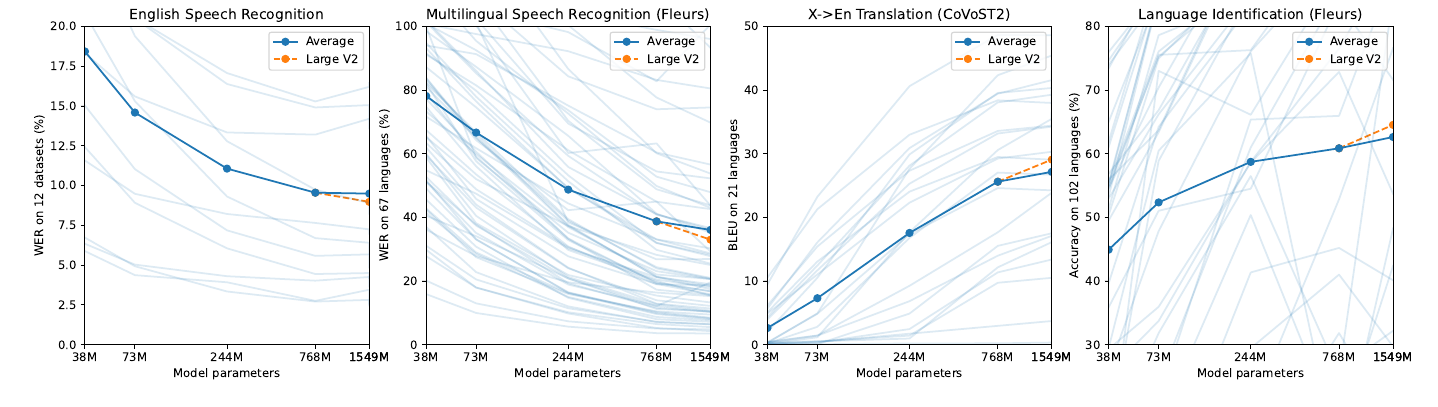 English Speech Recognition
20.0
17.5
15.0
12.5
10.0
7.5
5.0
2.5
0.0
WER on 12 datasets (%)
Average
Large V2
38M 73M 244M 768M 1549M
Model parameters
Multilingual Speech Recognition (Fleurs)
100
80
60
40
20
0
WER on 67 languages (%)
Average
Large V2
38M 73M 244M 768M 1549M
Model parameters
X->En Translation (CoVoST2)
50
40
30
20
10
0
BLEU on 21 languages
Average
Large V2
38M 73M 244M 768M 1549M
Model parameters
Language Identification (Fleurs)
80
70
60
50
40
30
Accuracy on 102 languages (%)
Average
Large V2
38M 73M 244M 768M 1549M
Model parameters